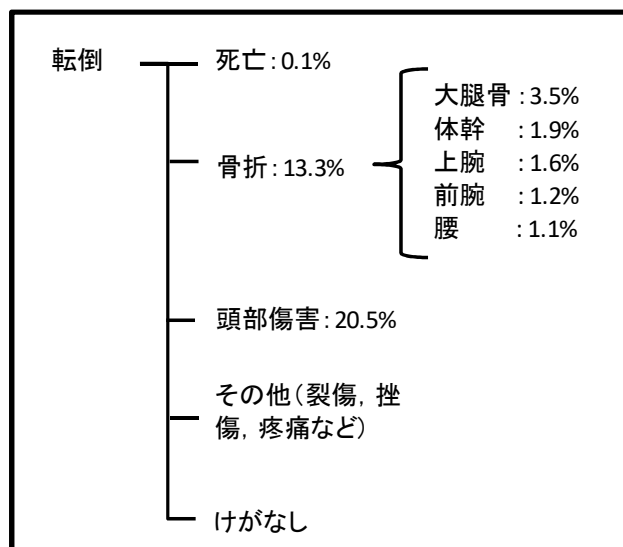 転倒
死亡：0.1%
骨折：13.3%
大腿骨：3.5%
体幹　：1.9%
上腕　：1.6%
前腕　：1.2%
腰　　：1.1%
頭部傷害：20.5%
その他（裂傷，挫
傷，疼痛など）
けがなし